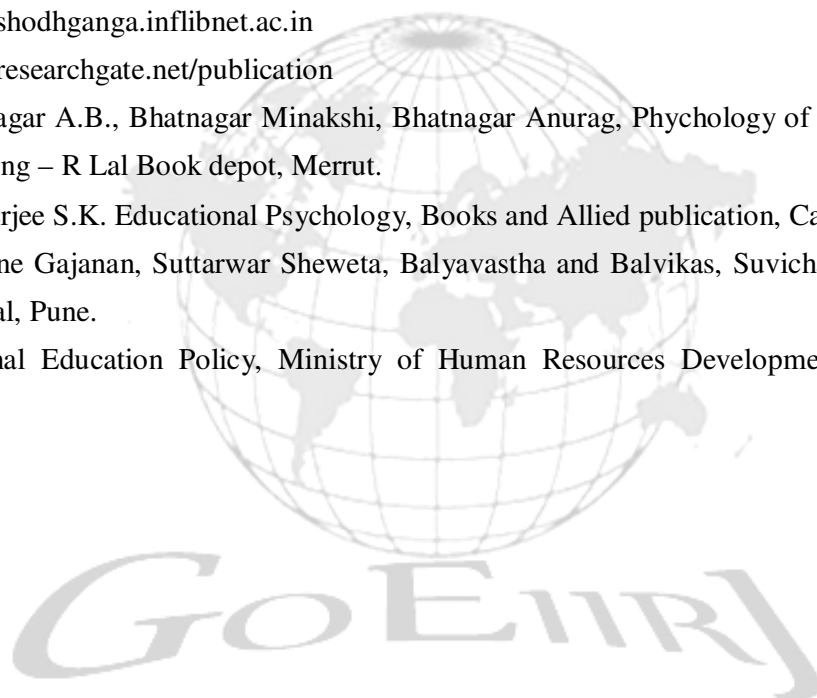 shodhganga.inflibnet.ac.in
researchgate.net/publication
agar A.B., Bhatnagar Minakshi, Bhatnagar Anurag, Phychology of
ng – R Lal Book depot, Merrut.
rjee S.K. Educational Psychology, Books and Allied publication, Ca
ne Gajanan, Suttarwar Sheweta, Balyavastha and Balvikas, Suvich
al, Pune.
nal Education Policy, Ministry of Human Resources Developme
GOEIIRJ